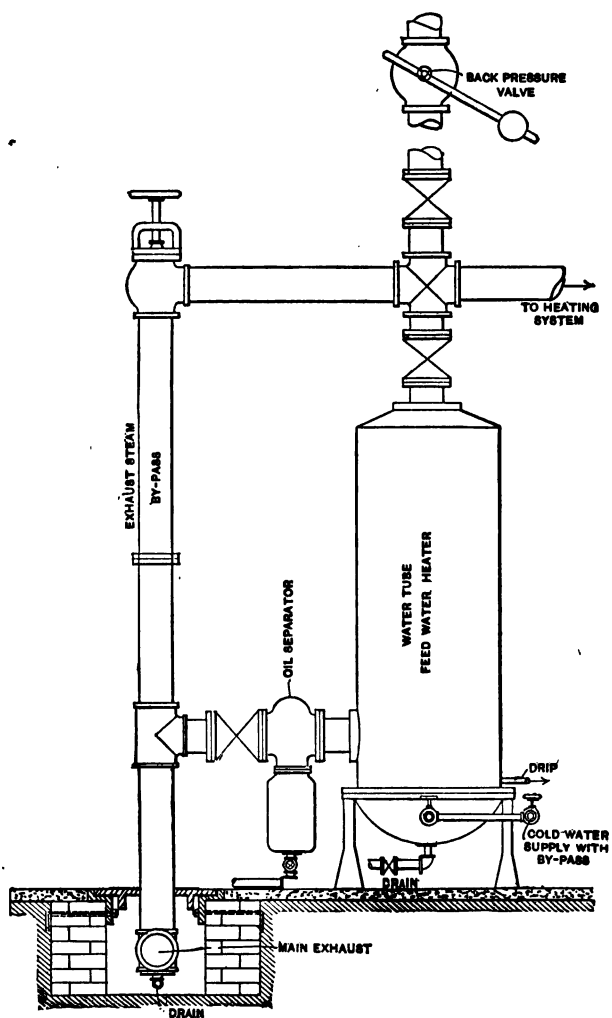 BACK PRESSURE
VALVE
TO HEATING
SYSTEM
EXHAUST STEAM
BY-PASS
WATER TUBE
FEED WATER HEATER
OIL SEPARATOR
DRIP
COLD WATER
SUPPLY WITH
BY-PASS
DRAIN
MAIN EXHAUST
DRAIN